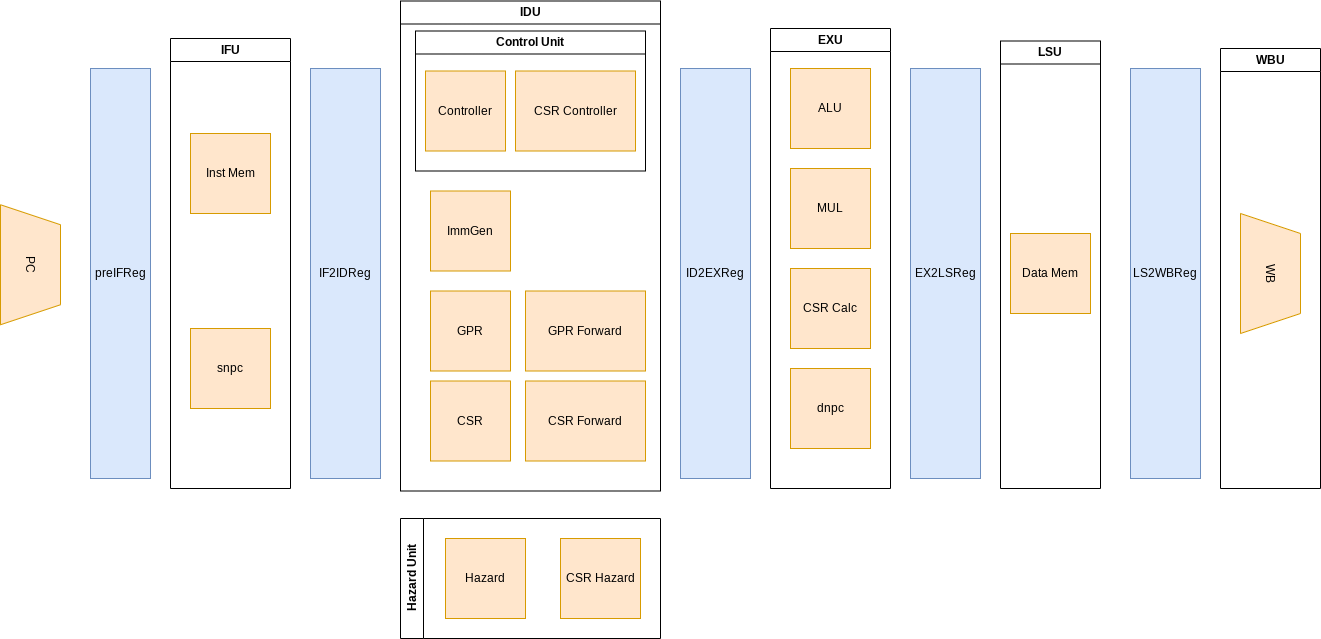 PC
preIFReg
IFU
Inst Mem
snpc
IF2IDReg
IDU
Control Unit
Controller
CSR Controller
ImmGen
GPR
GPR Forward
CSR
CSR Forward
Hazard Unit
Hazard
CSR Hazard
ID2EXReg
EXU
ALU
MUL
CSR Calc
dnpc
EX2LSReg
LSU
Data Mem
LS2WBReg
WBU
WB